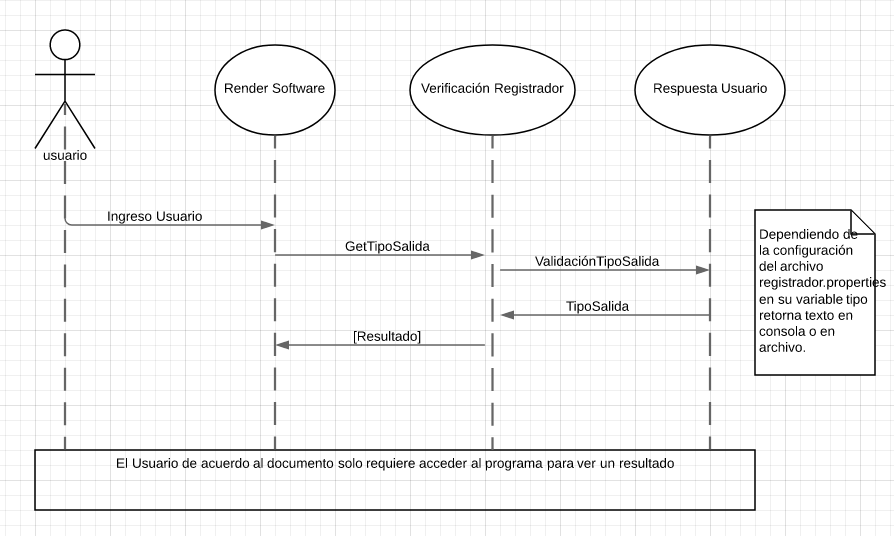 Render Software
Verificación Registrador
Respuesta Usuario
usuario
Ingreso Usuario
GetTipoSalida
ValidaciónTipoSalida
TipoSalida
[Resultado]
Dependiendo de
la configuración
del archivo
registrador.properties
en su variable tipo
retorna texto en
consola o en
archivo.
El Usuario de acuerdo al documento solo requiere acceder al programa para ver un resultado